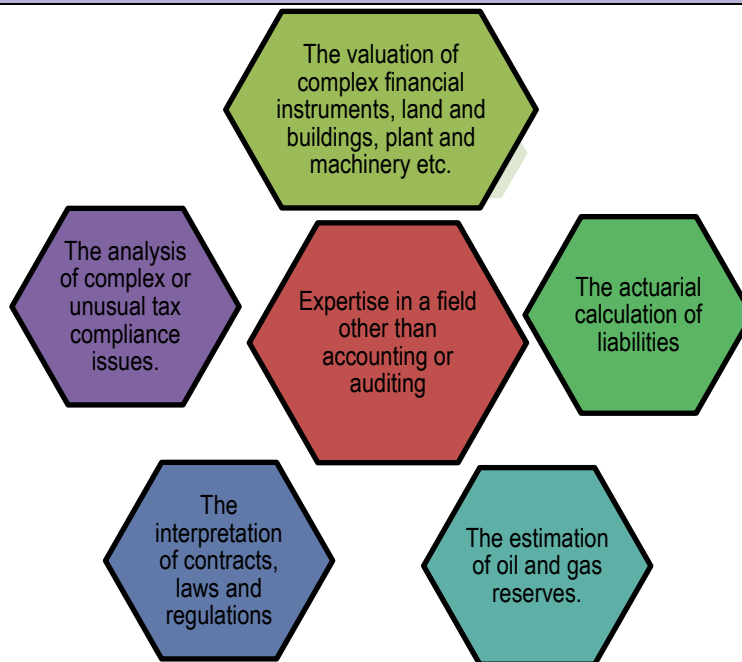 The valuation of
complex financial
instruments, land and
buildings, plant and
machinery etc.
The analysis
of complex or
unusual tax
compliance
issues.
Expertise in a field
other than
accounting or
auditing
The actuarial
calculation of
liabilities
The
interpretation
of contracts,
laws and
regulations
The estimation
of oil and gas
reserves.